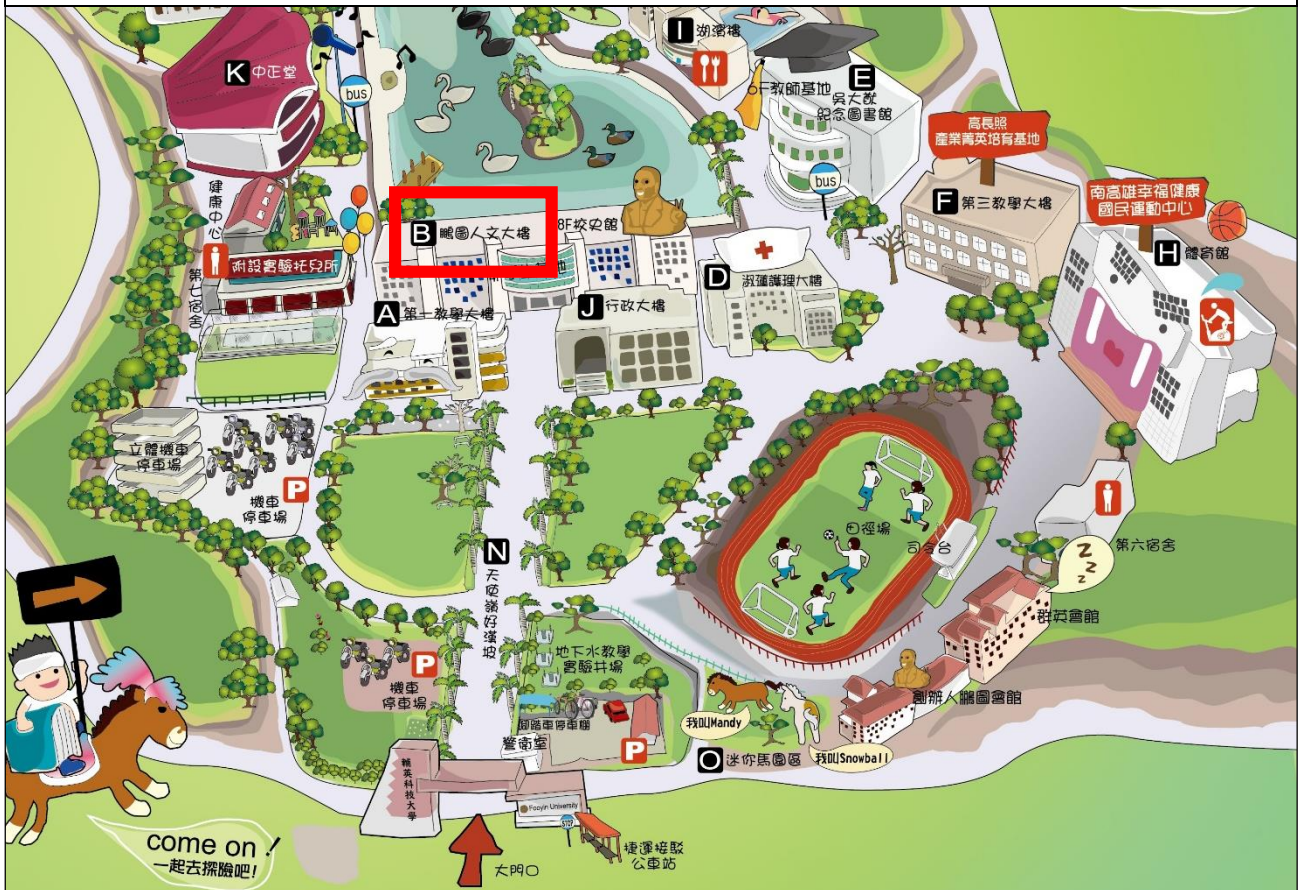 K 中正堂
bus
I 湖濱樓
6F教師基地
E
吳大猷
紀念圖書館
bus
高長照
產業菁英培育基地
F 第三教學大樓
南高雄幸福健康
國民運動中心
H 體育館
健康中心
附設實驗托兒所
第七宿舍
B 鵬圖人文大樓
8F校史館
D 淑蓮護理大樓
A 第一教學大樓
J 行政大樓
立體機車
停車場
機車
停車場
P
N
天使嶺好漢坡
田徑場
司令台
第六宿舍
Z
Z
Z
群英會館
創辦人鵬圖會館
機車
停車場
P
地下水教學
實驗井場
腳踏車停車棚
警衛室
P
我叫Mandy
O 迷你馬園區
我叫Snowball
輔英科技大學
Fooyin University
STOP
捷運接駁
公車站
大門口
come on !
一起去探險吧!